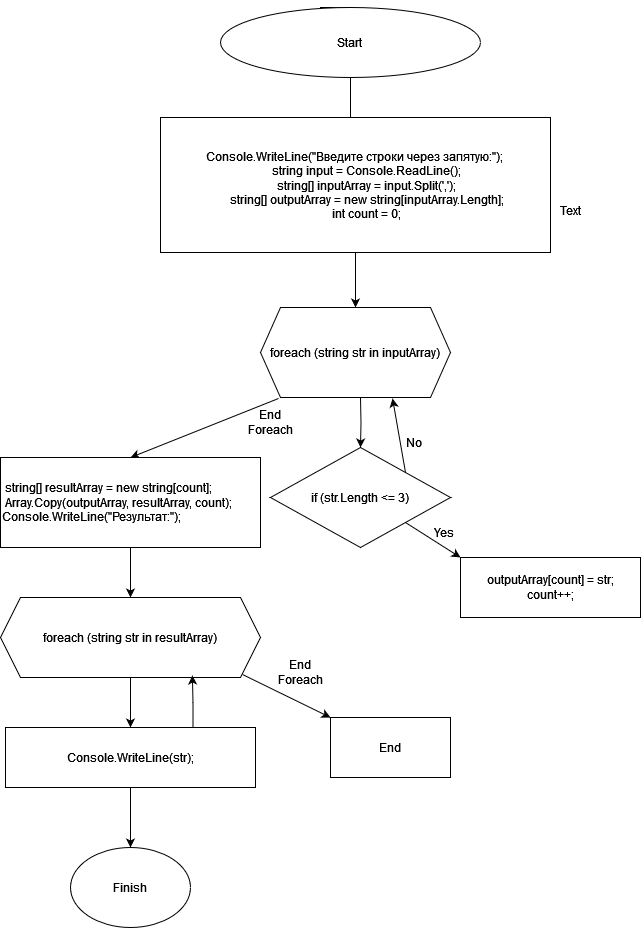 Start
Console.WriteLine("Введите строки через запятую:");
string input = Console.ReadLine();
string[] inputArray = input.Split(',');
string[] outputArray = new string[inputArray.Length];
int count = 0;
Text
foreach (string str in inputArray)
End
Foreach
No
string[] resultArray = new string[count];
Array.Copy(outputArray, resultArray, count);
Console.WriteLine("Результат:");
if (str.Length <= 3)
Yes
outputArray[count] = str;
count++;
foreach (string str in resultArray)
End
Foreach
Console.WriteLine(str);
End
Finish